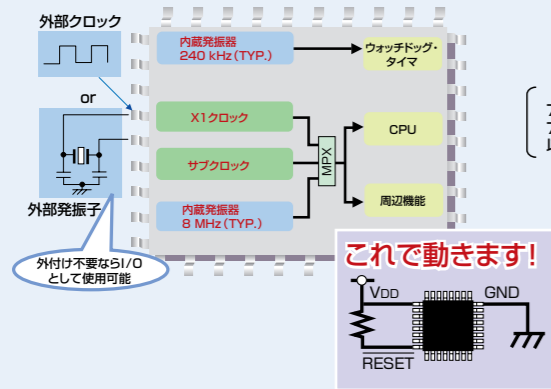 外部クロック
or
外部発振子
外付け不要ならI/O
として使用可能
内蔵発振器
240 kHz(TYP.)
ウォッチドッグ・
タイマ
X1クロック
サブクロック
内蔵発振器
8 MHz(TYP.)
MPX
CPU
周辺機能
これで動きます!
VDD
GND
RESET